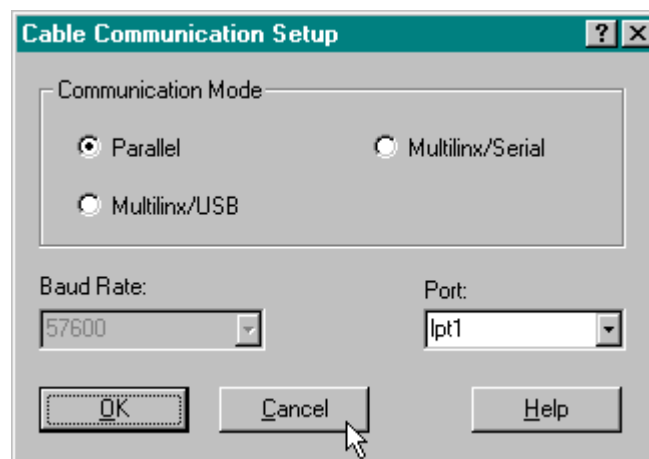 Cable Communication Setup
Communication Mode
Parallel Multilinx/Serial
Multilinx/USB
Baud Rate: Port:
57600 lpt1
OK Cancel Help